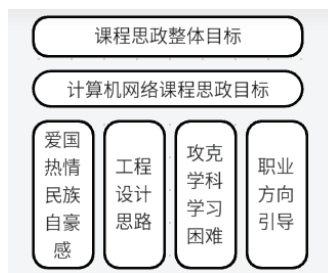 课程思政整体目标
计算机网络课程思政目标
爱国
热情
民族
自豪
感
工程
设计
思路
攻克
学科
学习
困难
职业
方向
引导